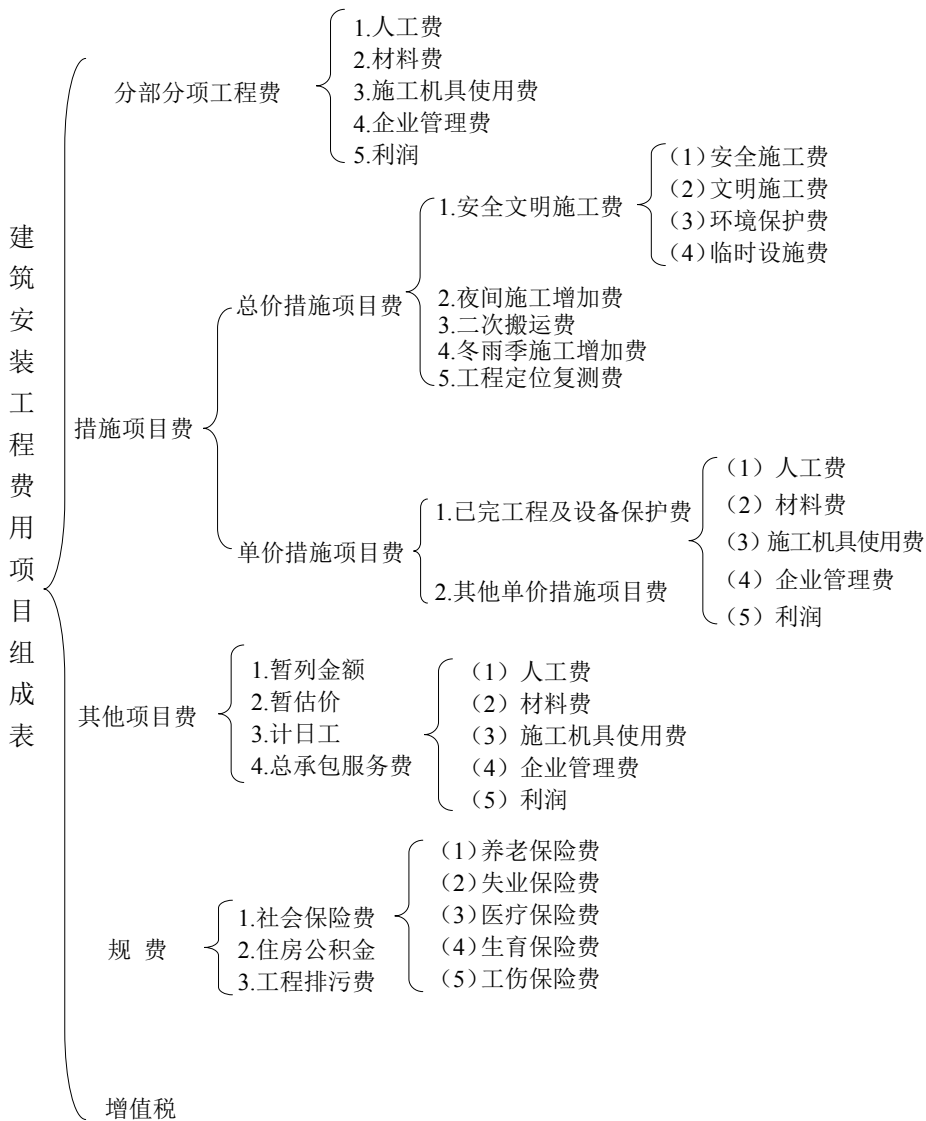 建筑安装工程费用项目组成表
分部分项工程费
1.人工费
2.材料费
3.施工机具使用费
4.企业管理费
5.利润
措施项目费
总价措施项目费
1.安全文明施工费
（1）安全施工费
（2）文明施工费
（3）环境保护费
（4）临时设施费
2.夜间施工增加费
3.二次搬运费
4.冬雨季施工增加费
5.工程定位复测费
单价措施项目费
1.已完工程及设备保护费
2.其他单价措施项目费
（1）人工费
（2）材料费
（3）施工机具使用费
（4）企业管理费
（5）利润
其他项目费
1.暂列金额
2.暂估价
3.计日工
4.总承包服务费
（1）人工费
（2）材料费
（3）施工机具使用费
（4）企业管理费
（5）利润
规 费
1.社会保险费
2.住房公积金
3.工程排污费
（1）养老保险费
（2）失业保险费
（3）医疗保险费
（4）生育保险费
（5）工伤保险费
增值税